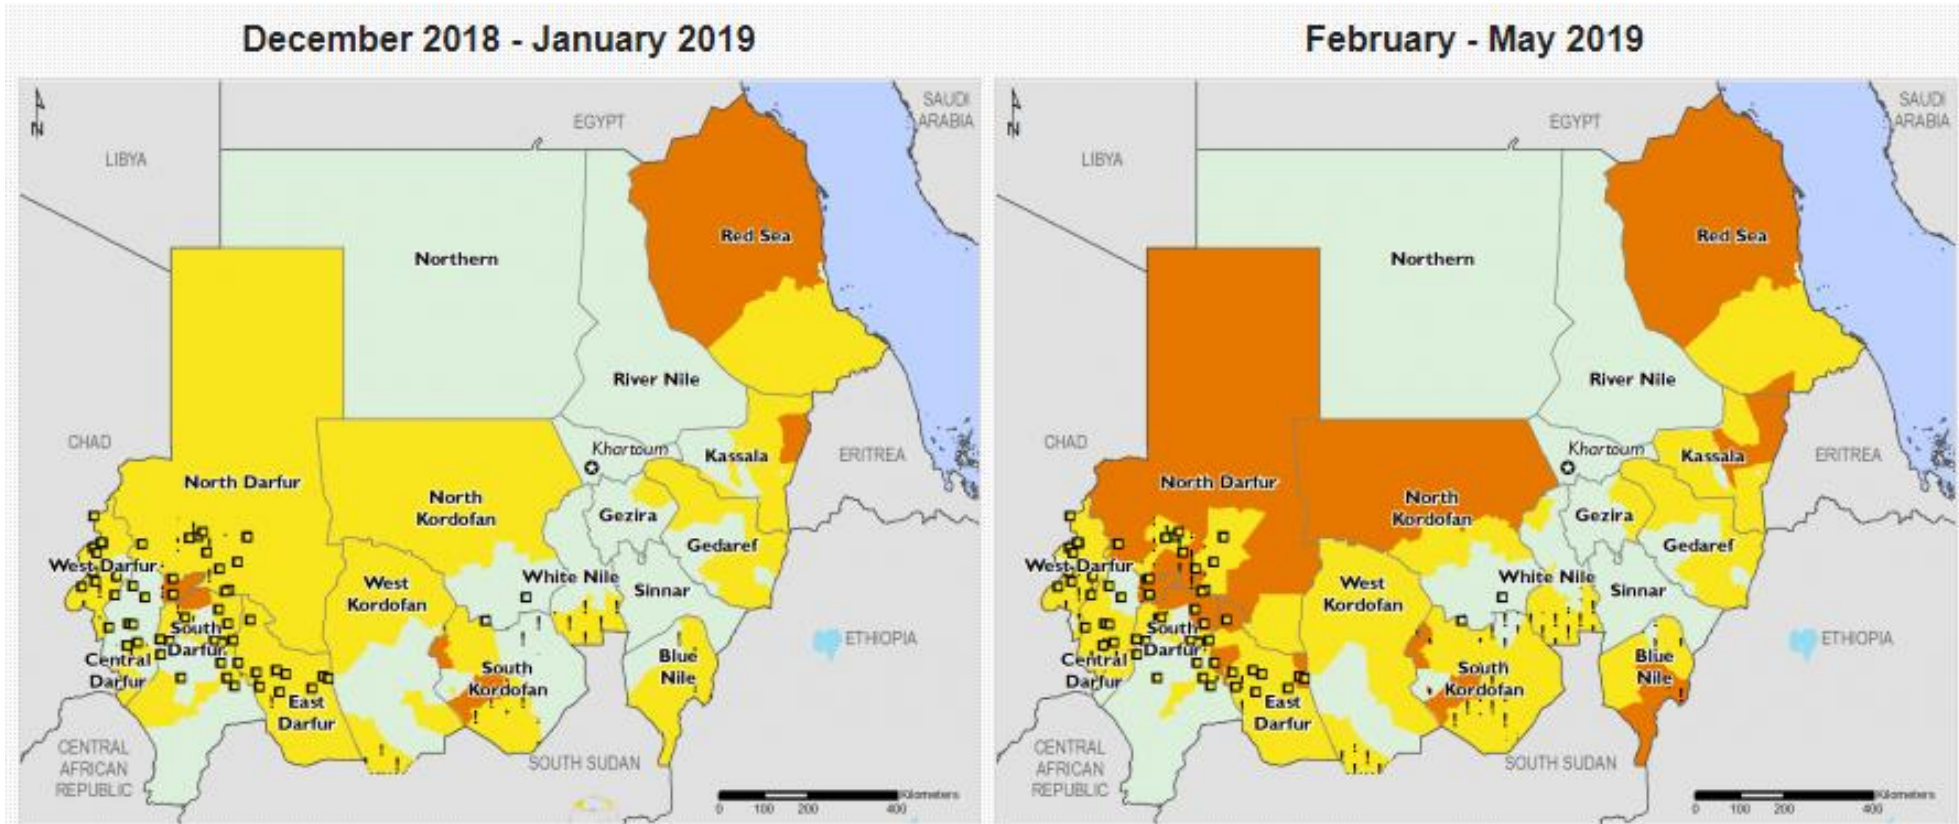 December 2018 - January 2019
N
LIBYA
EGYPT
SAUDI
ARABIA
Northern
Red Sea
River Nile
CHAD
Khartoum
Kassala
ERITREA
North Darfur
North
Kordofan
Gezira
Gedaref
West Darfur
West
Kordofan
White Nile
Sinnar
South
Darfur
Central
Darfur
South
Kordofan
Blue
Nile
ETHIOPIA
East
Darfur
CENTRAL
AFRICAN
REPUBLIC
SOUTH SUDAN
Kilometers
0 100 200 400
February - May 2019
N
LIBYA
EGYPT
SAUDI
ARABIA
Northern
Red Sea
River Nile
CHAD
Khartoum
Kassala
ERITREA
North Darfur
North
Kordofan
Gezira
Gedaref
West Darfur
West
Kordofan
White Nile
Sinnar
South
Darfur
Central
Darfur
South
Kordofan
Blue
Nile
ETHIOPIA
East
Darfur
CENTRAL
AFRICAN
REPUBLIC
SOUTH SUDAN
Kilometers
0 100 200 400